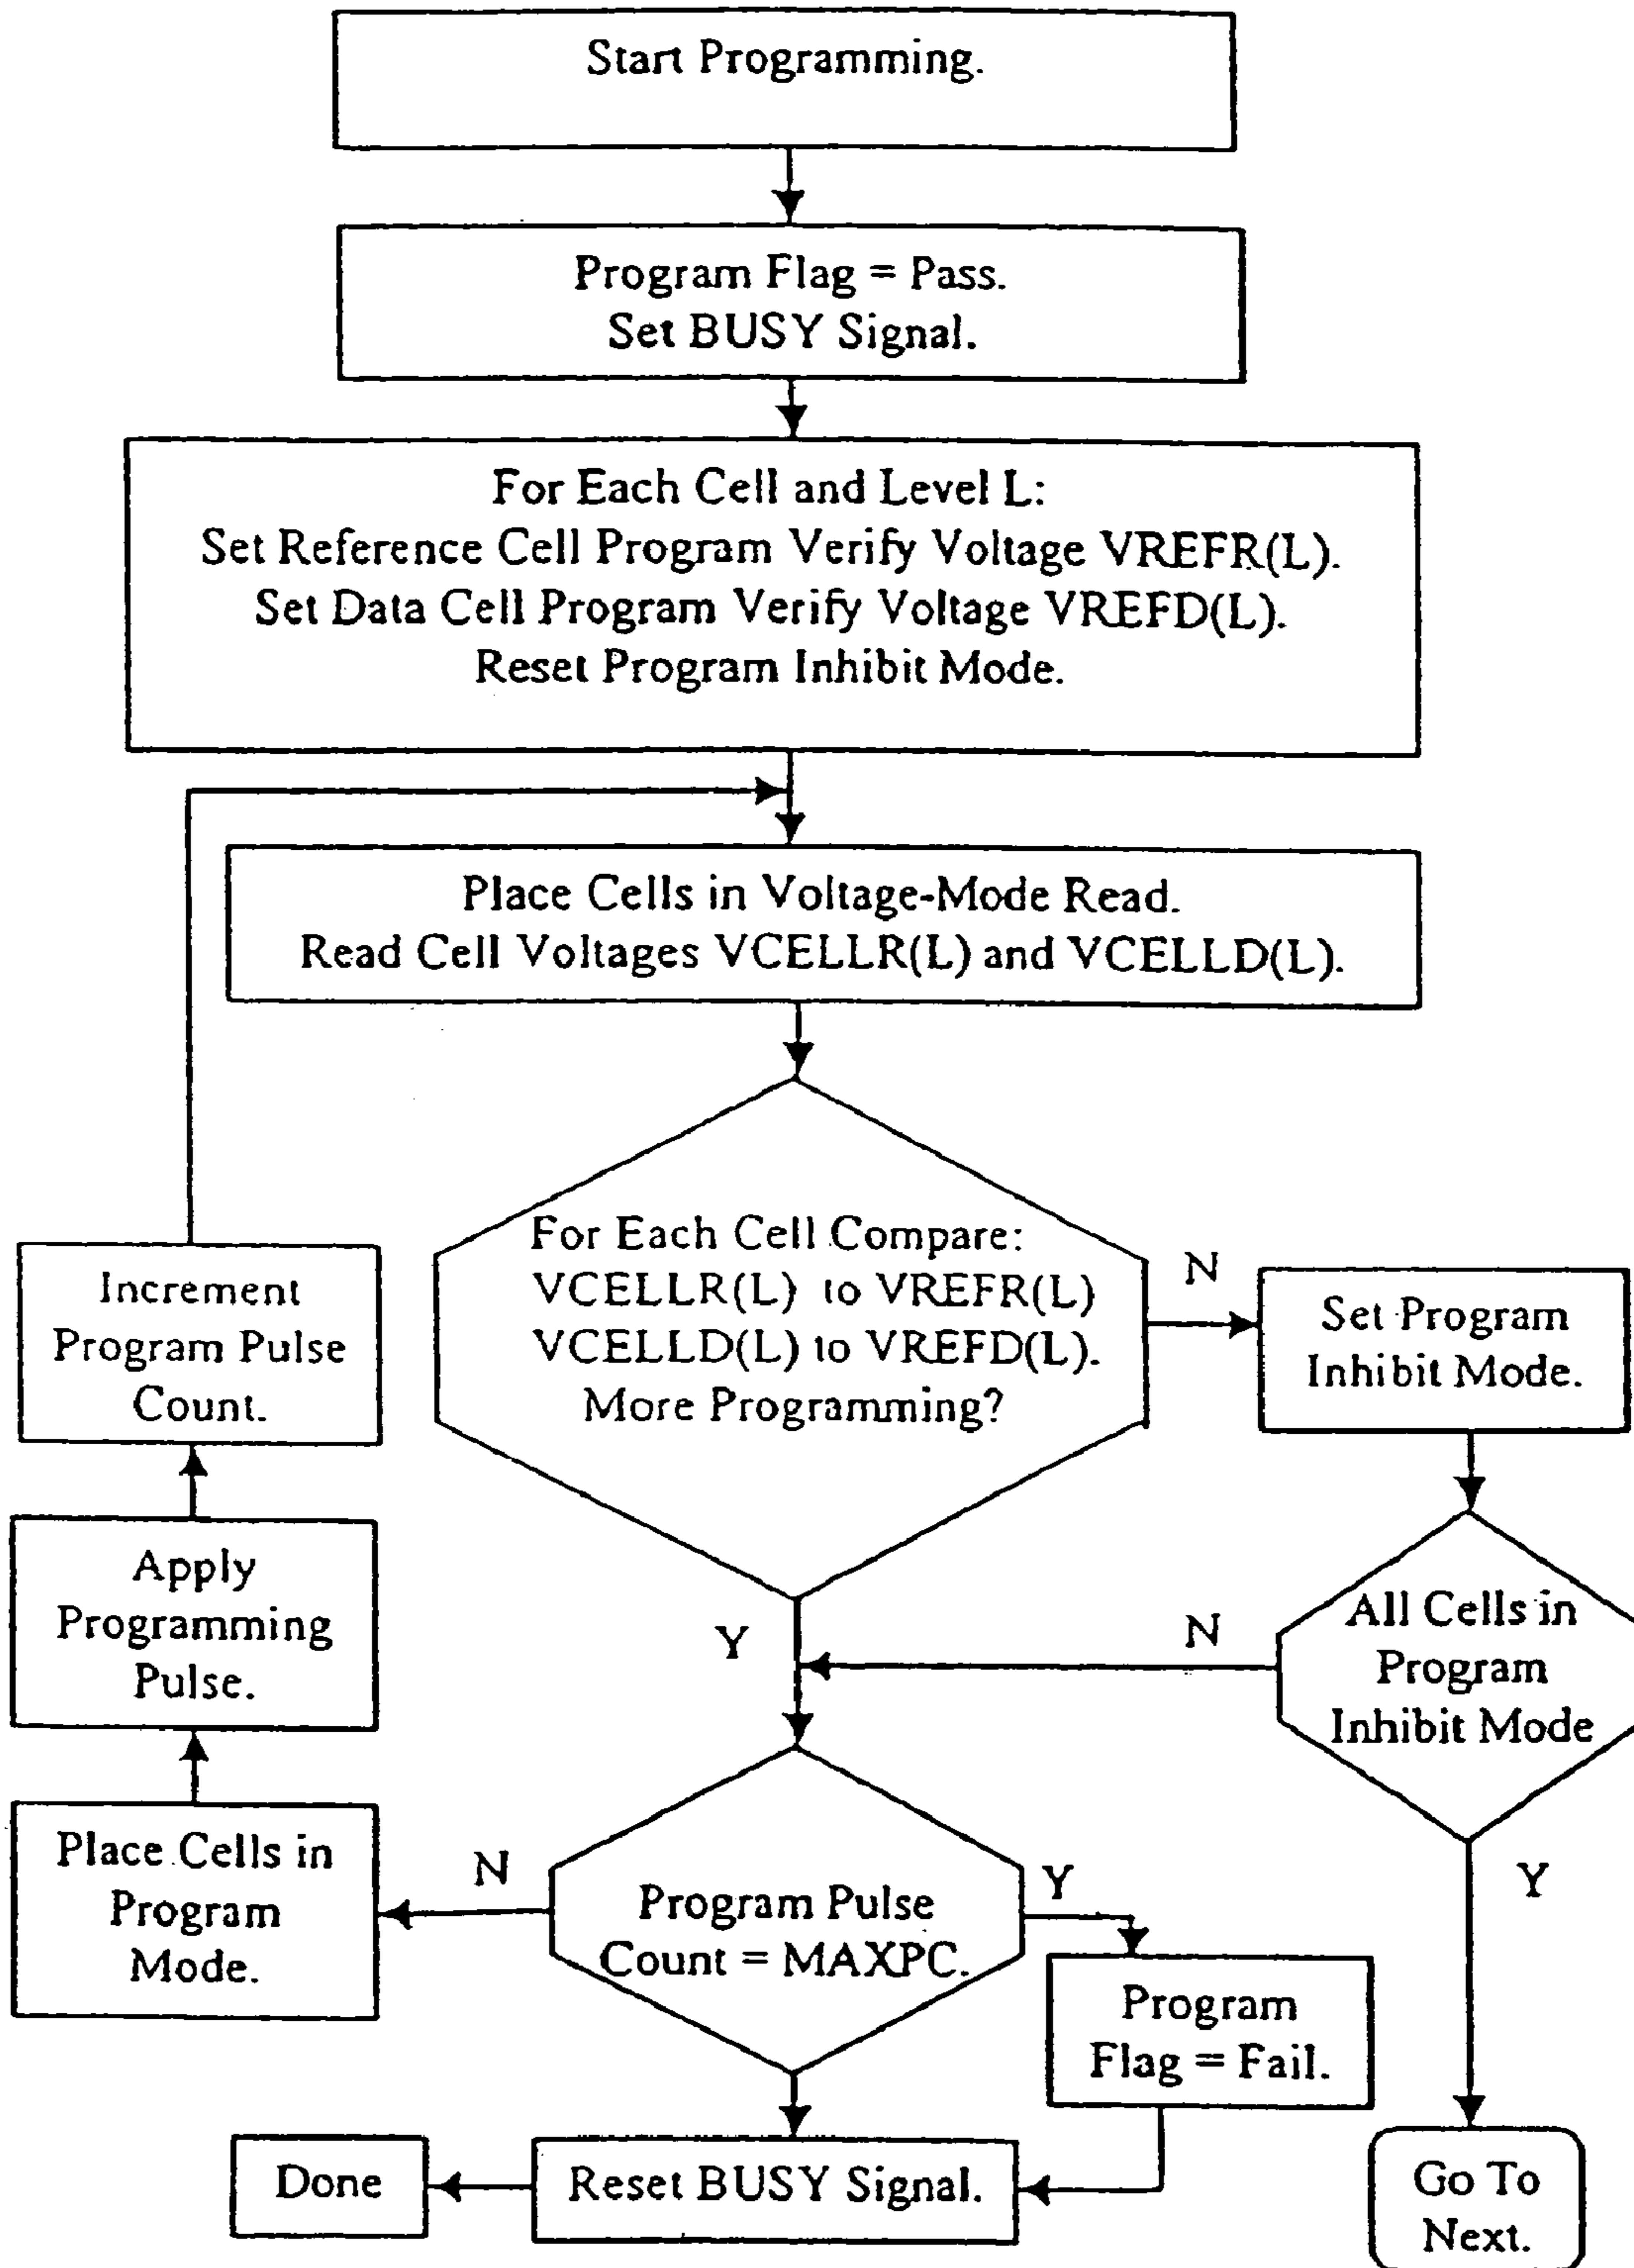 Start Programming.
Program Flag = Pass.
Set BUSY Signal.
For Each Cell and Level L:
Set Reference Cell Program Verify Voltage VREFR(L).
Set Data Cell Program Verify Voltage VREFD(L).
Reset Program Inhibit Mode.
Place Cells in Voltage-Mode Read.
Read Cell Voltages VCELLR(L) and VCELLD(L).
For Each Cell Compare:
VCELLR(L) to VREFR(L)
VCELLD(L) to VREFD(L).
More Programming?
N
Set Program
Inhibit Mode.
Increment
Program Pulse
Count.
Apply
Programming
Pulse.
Y
N
All Cells in
Program
Inhibit Mode
Place Cells in
Program
Mode.
N
Program Pulse
Count = MAXPC.
Y
Y
Program
Flag = Fail.
Done
Reset BUSY Signal.
Go To
Next.